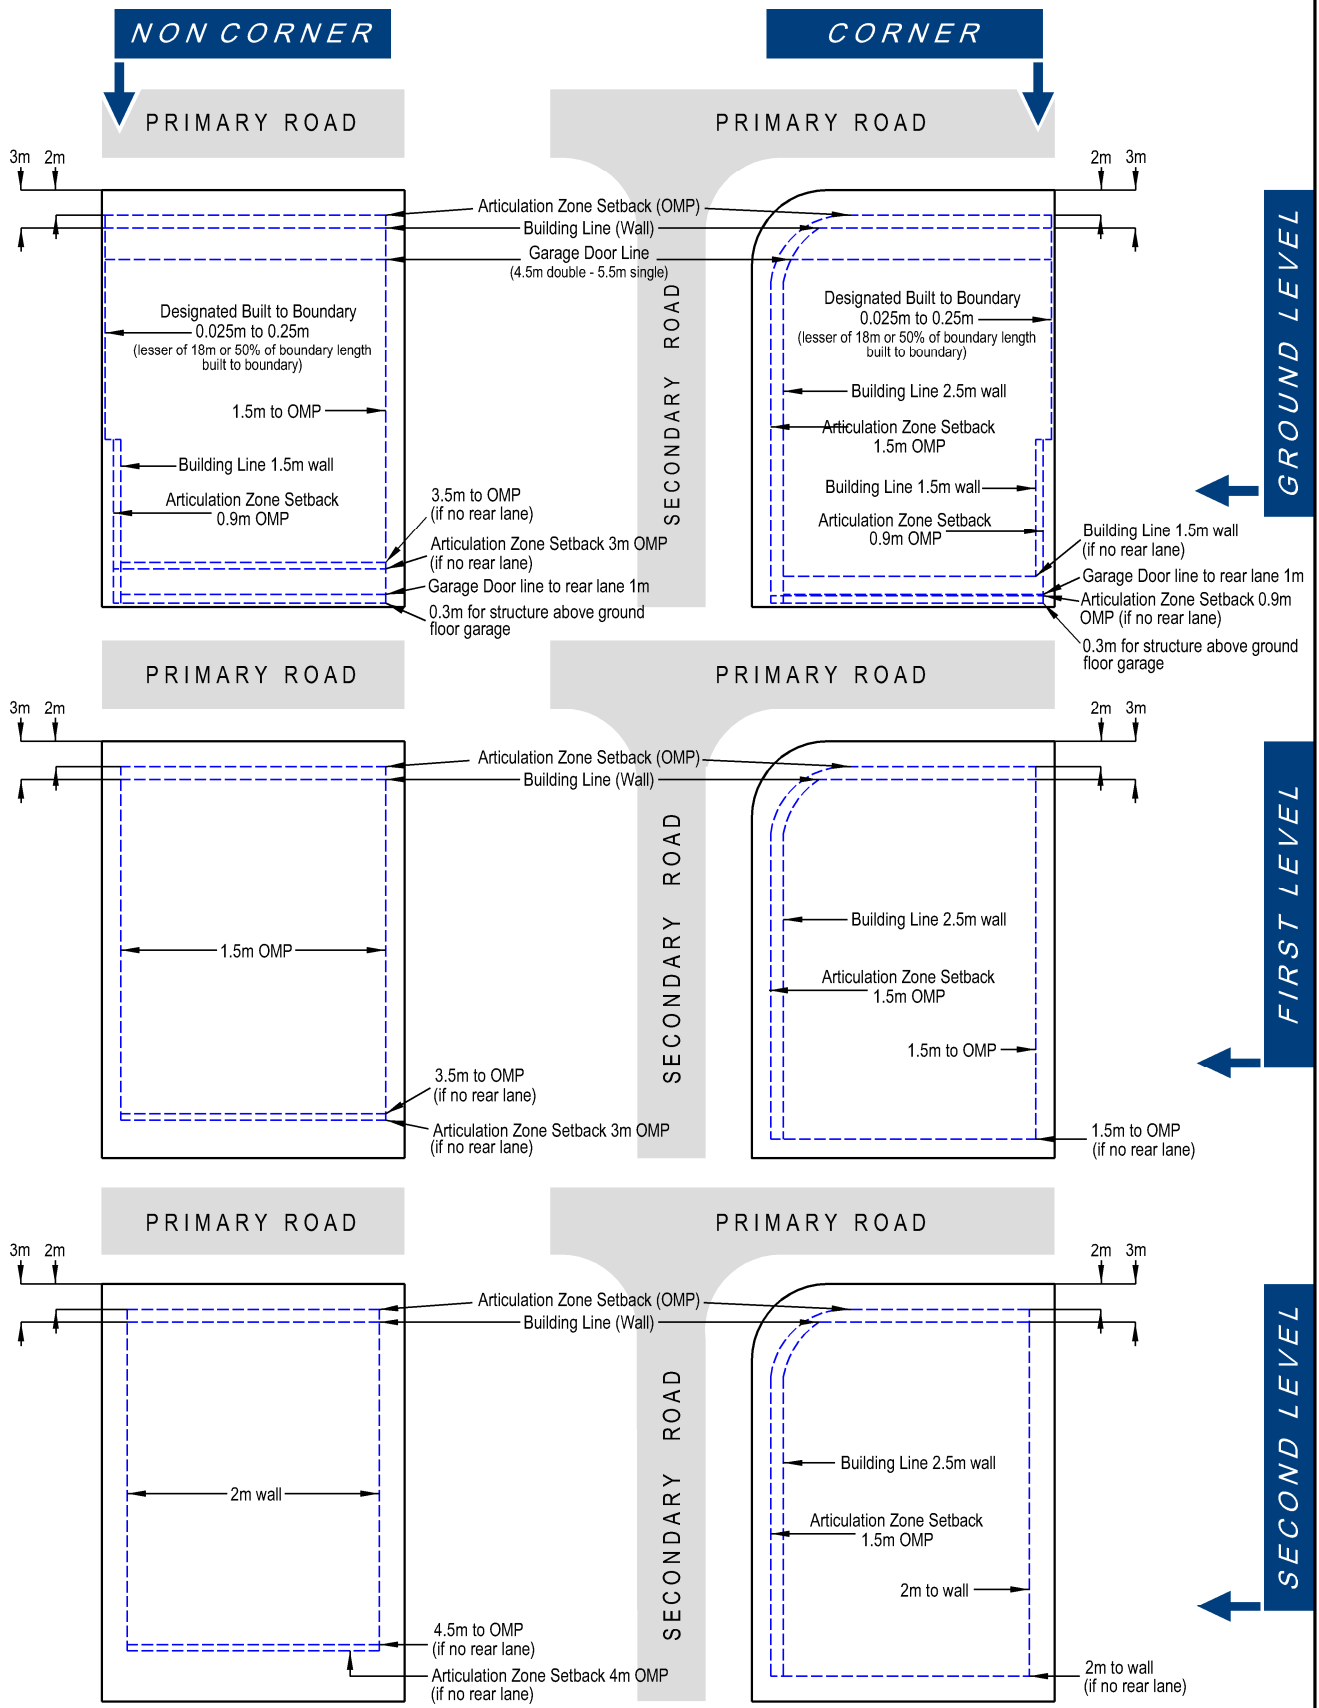 NON CORNER
CORNER
PRIMARY ROAD
PRIMARY ROAD
3m 2m
2m 3m
Articulation Zone Setback (OMP)
Building Line (Wall)
Garage Door Line
(4.5m double - 5.5m single)
Designated Built to Boundary
0.025m to 0.25m
(lesser of 18m or 50% of boundary length
built to boundary)
1.5m to OMP
Building Line 1.5m wall
Articulation Zone Setback
0.9m OMP
3.5m to OMP
(if no rear lane)
Articulation Zone Setback 3m OMP
(if no rear lane)
Garage Door line to rear lane 1m
0.3m for structure above ground
floor garage
SECONDARY ROAD
Designated Built to Boundary
0.025m to 0.25m
(lesser of 18m or 50% of boundary length
built to boundary)
Building Line 2.5m wall
Articulation Zone Setback
1.5m OMP
Building Line 1.5m wall
Articulation Zone Setback
0.9m OMP
Building Line 1.5m wall
(if no rear lane)
Garage Door line to rear lane 1m
Articulation Zone Setback 0.9m
OMP (if no rear lane)
0.3m for structure above ground
floor garage
GROUND LEVEL
PRIMARY ROAD
PRIMARY ROAD
3m 2m
2m 3m
Articulation Zone Setback (OMP)
Building Line (Wall)
1.5m OMP
3.5m to OMP
(if no rear lane)
Articulation Zone Setback 3m OMP
(if no rear lane)
SECONDARY ROAD
Building Line 2.5m wall
Articulation Zone Setback
1.5m OMP
1.5m to OMP
1.5m to OMP
(if no rear lane)
FIRST LEVEL
PRIMARY ROAD
PRIMARY ROAD
3m 2m
2m 3m
Articulation Zone Setback (OMP)
Building Line (Wall)
2m wall
4.5m to OMP
(if no rear lane)
Articulation Zone Setback 4m OMP
(if no rear lane)
SECONDARY ROAD
Building Line 2.5m wall
Articulation Zone Setback
1.5m OMP
2m to wall
2m to wall
(if no rear lane)
SECOND LEVEL